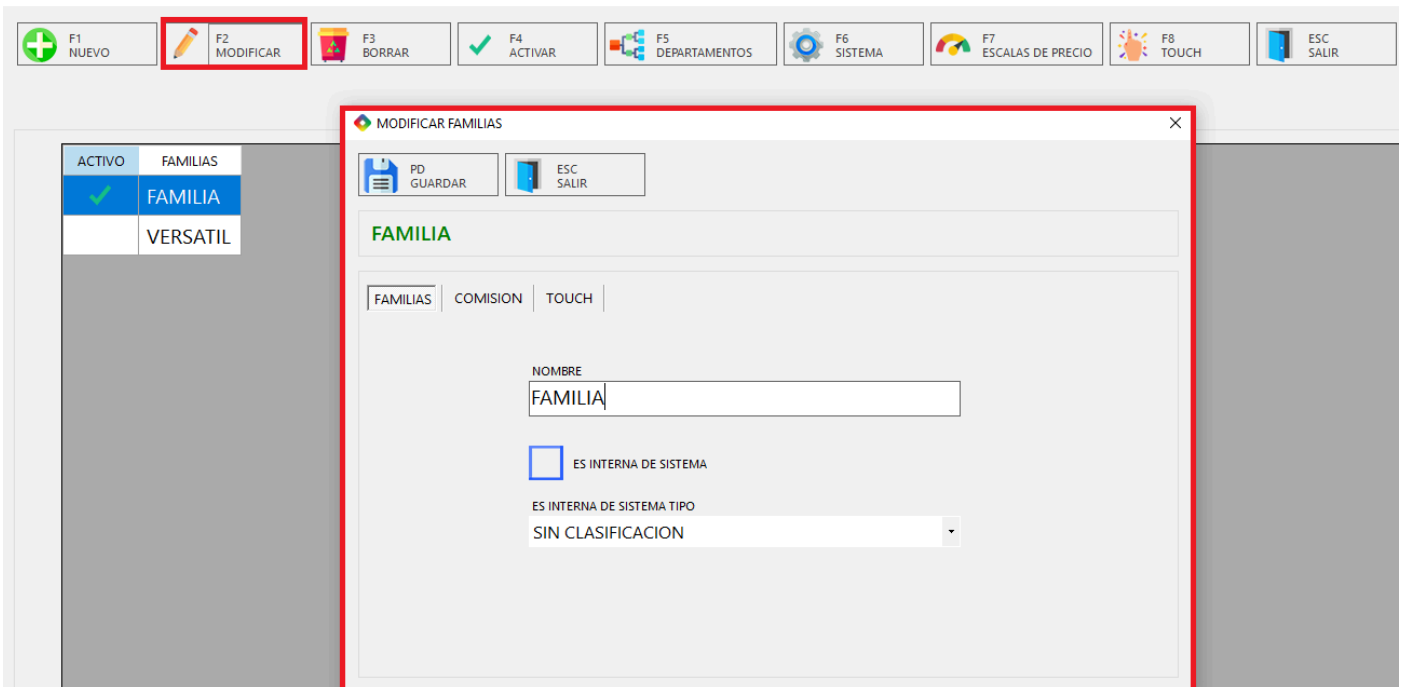 F1
NUEVO
F2
MODIFICAR
F3
BORRAR
F4
ACTIVAR
F5
DEPARTAMENTOS
F6
SISTEMA
F7
ESCALAS DE PRECIO
F8
TOUCH
ESC
SALIR
MODIFICAR FAMILIAS
ACTIVO FAMILIAS
FAMILIA
VERSATIL
PD
GUARDAR
ESC
SALIR
FAMILIA
FAMILIAS COMISION TOUCH
NOMBRE
FAMILIA
ES INTERNA DE SISTEMA
ES INTERNA DE SISTEMA TIPO
SIN CLASIFICACION